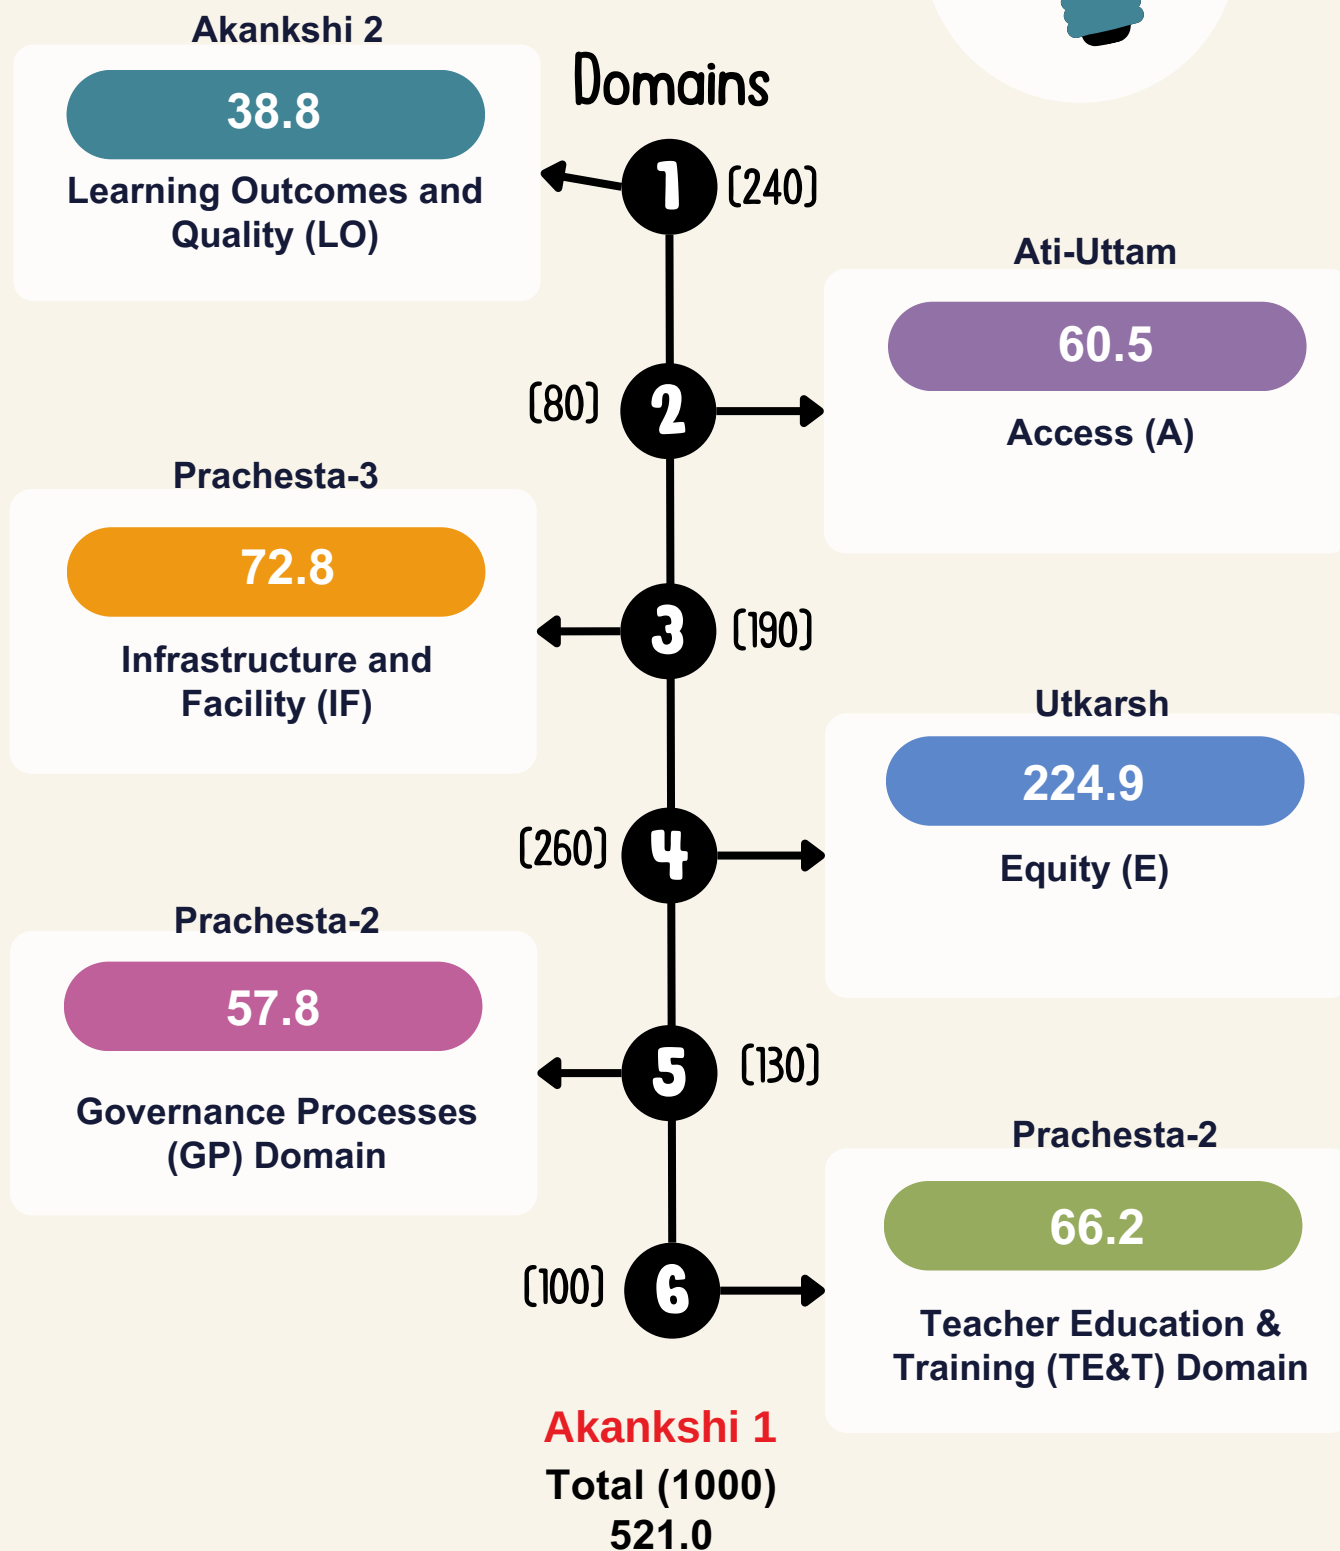 Akankshi 2
38.8
Learning Outcomes and
Quality (LO)
Domains
1
(240)
Ati-Uttam
60.5
Access (A)
(80)
2
Prachesta-3
72.8
Infrastructure and
Facility (IF)
3
(190)
Utkarsh
224.9
Equity (E)
(260)
4
Prachesta-2
57.8
Governance Processes
(GP) Domain
5
(130)
Prachesta-2
66.2
Teacher Education &
Training (TE&T) Domain
(100)
6
Akankshi 1
Total (1000)
521.0